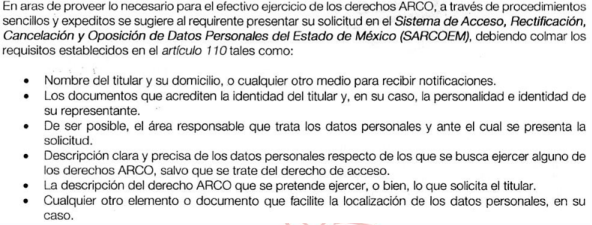 En aras de proveer lo necesario para el efectivo ejercicio de los derechos ARCO, a través de procedimientos
sencillos y expeditos se sugiere al requirente presentar su solicitud en el Sistema de Acceso, Rectificación,
Cancelación y Oposición de Datos Personales del Estado de México (SARCOEM), debiendo colmar los
requisitos establecidos en el artículo 110 tales como:
• Nombre del titular y su domicilio, o cualquier otro medio para recibir notificaciones.
• Los documentos que acrediten la identidad del titular y, en su caso, la personalidad e identidad de
su representante.
• De ser posible, el área responsable que trata los datos personales y ante el cual se presenta la
solicitud.
• Descripción clara y precisa de los datos personales respecto de los que se busca ejercer alguno de
los derechos ARCO, salvo que se trate del derecho de acceso.
• La descripción del derecho ARCO que se pretende ejercer, o bien, lo que solicita el titular.
• Cualquier otro elemento o documento que facilite la localización de los datos personales, en su
caso.